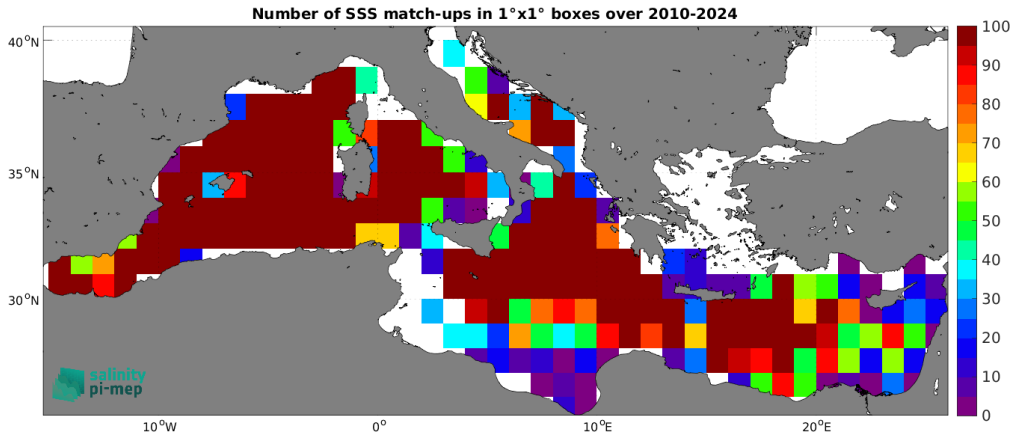 Number of SSS match-ups in 1°x1° boxes over 2010-2024
40°N
35°N
30°N
10°W
0°
10°E
20°E
100
90
80
70
60
50
40
30
20
10
0
salinity
pi-mep